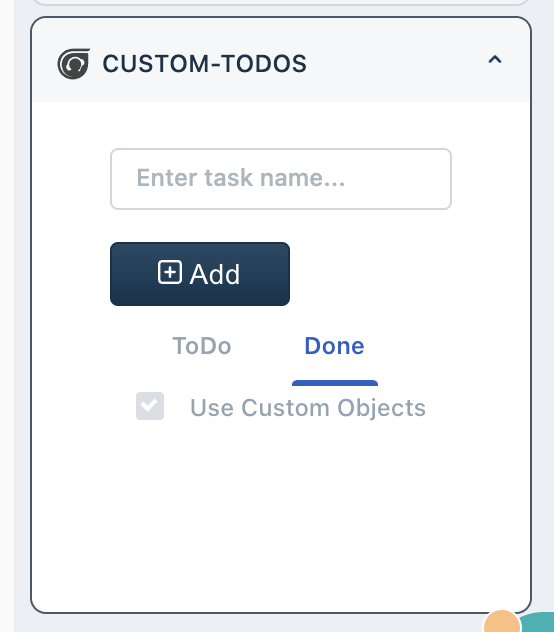 CUSTOM-TODOS
Enter task name...
Add
ToDo Done
Use Custom Objects